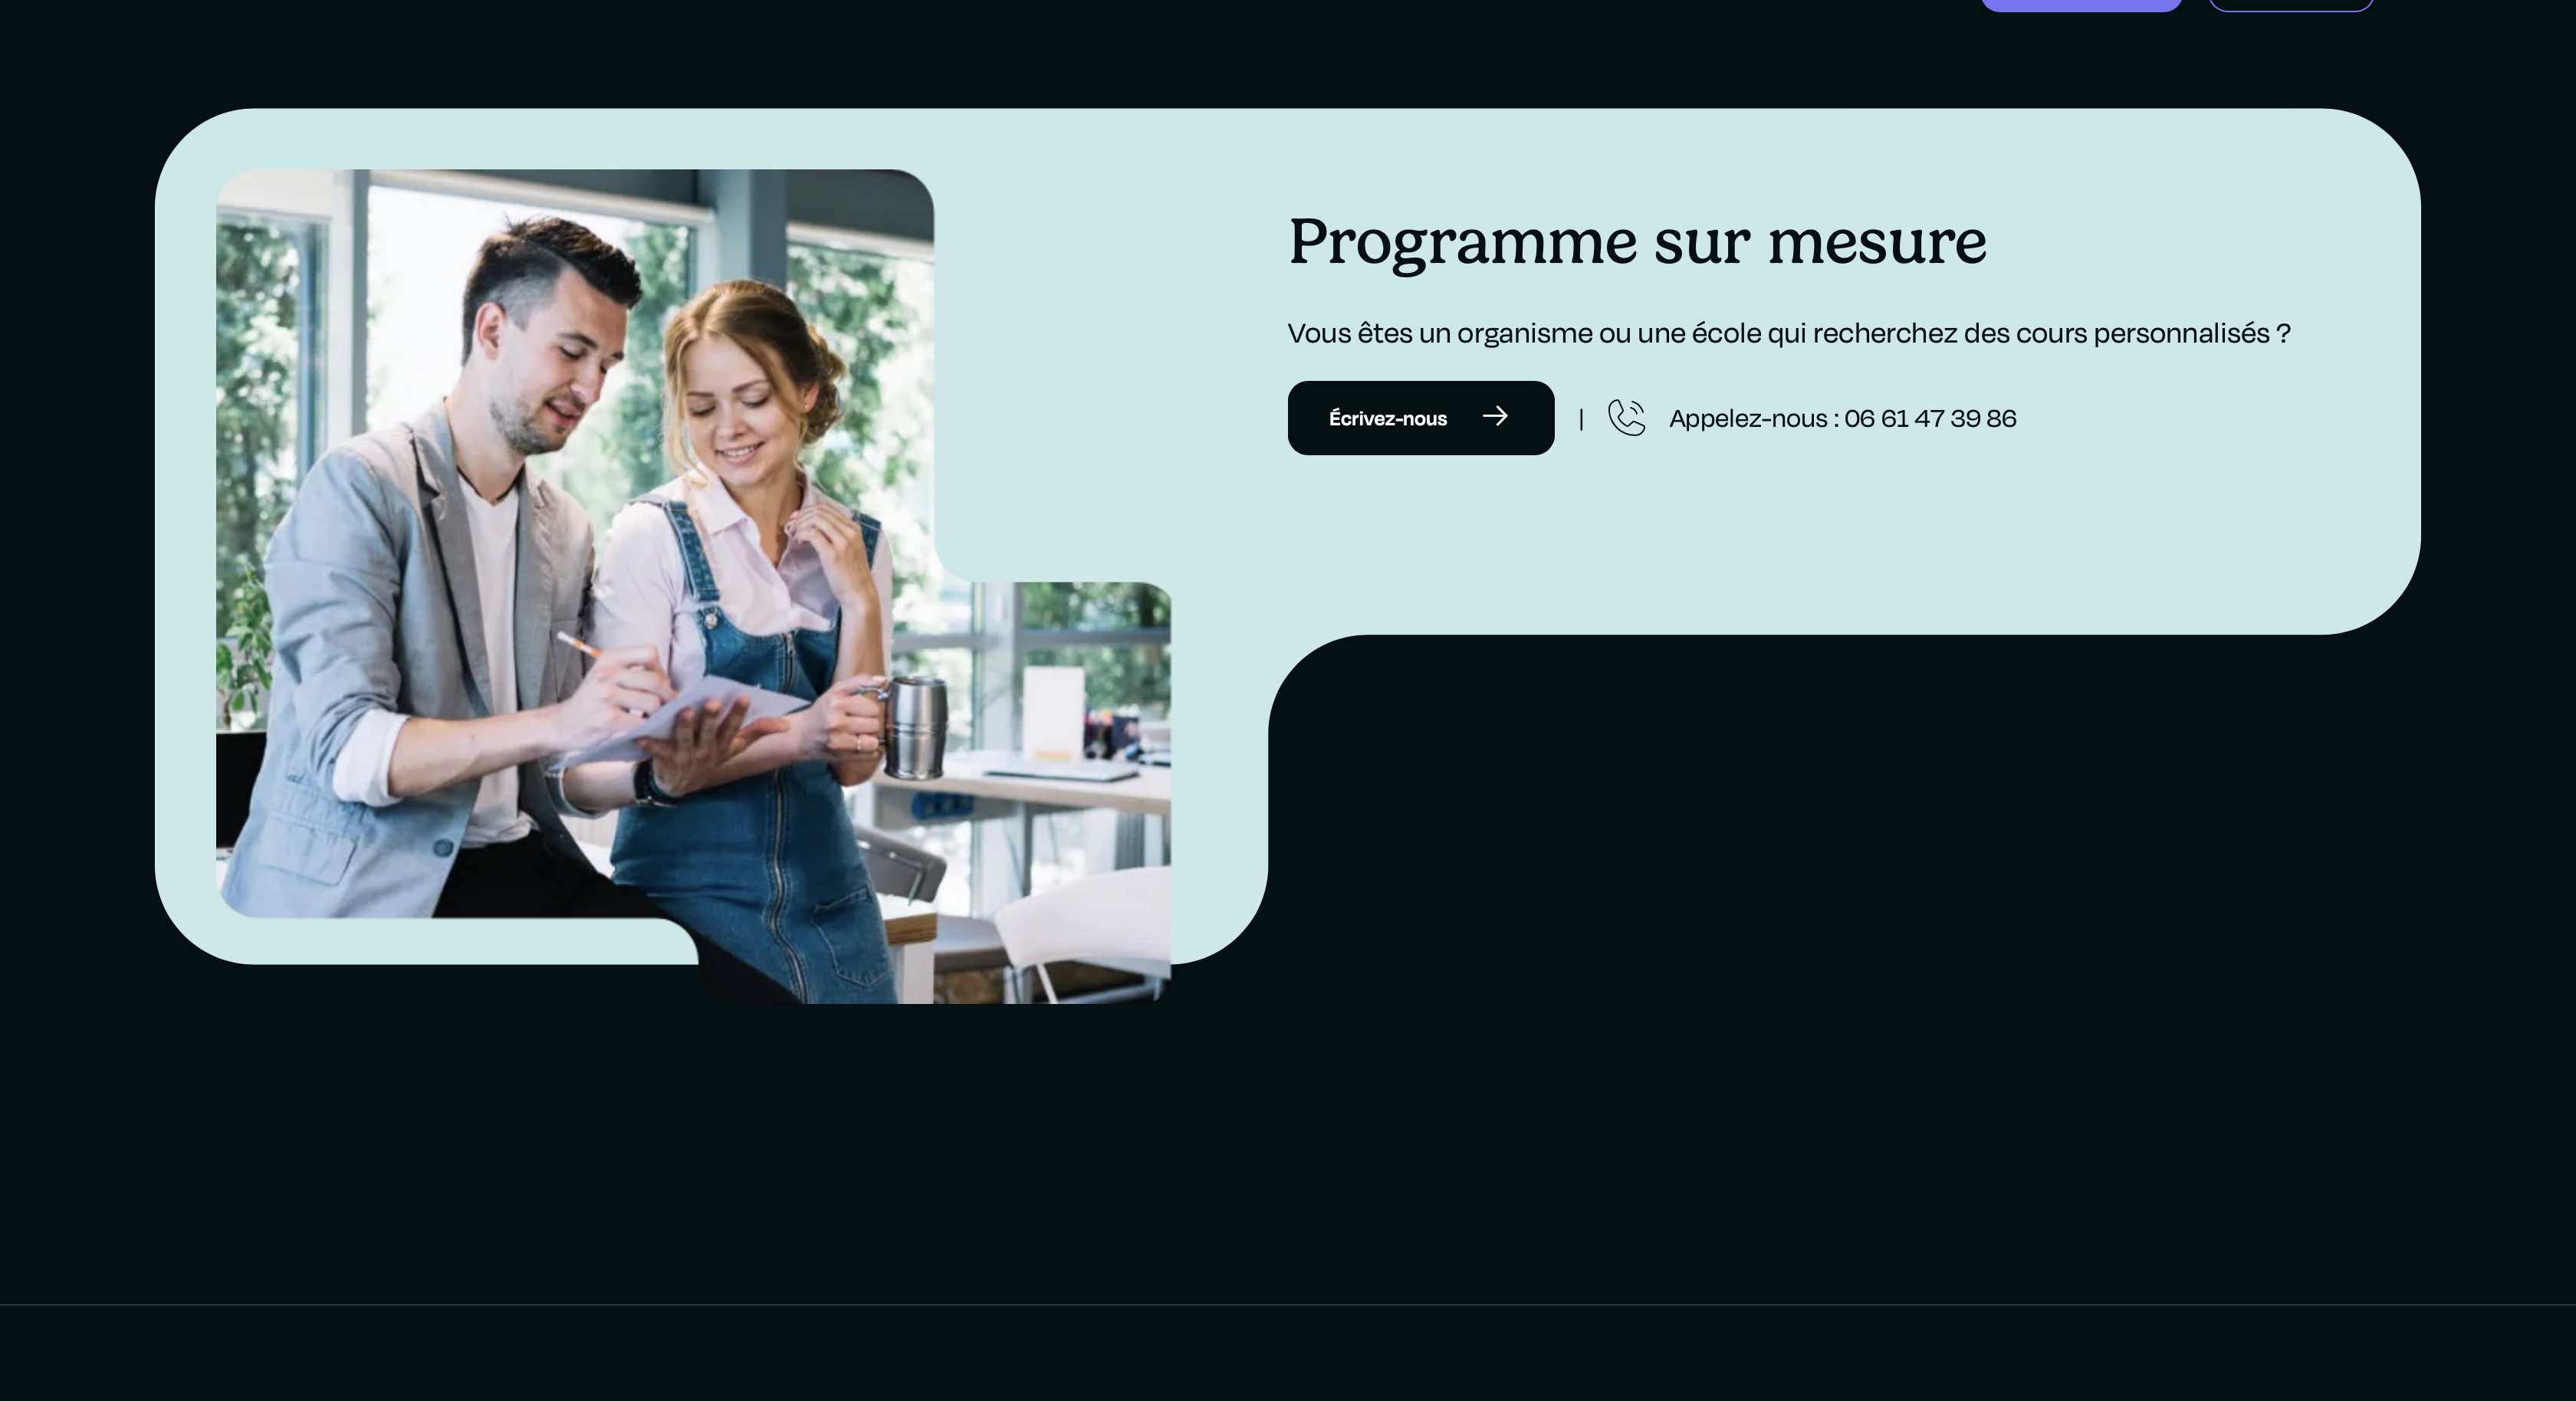 Programme sur mesure
Vous êtes un organisme ou une école qui recherchez des cours personnalisés ?
Écrivez-nous | Appelez-nous : 06 61 47 39 86